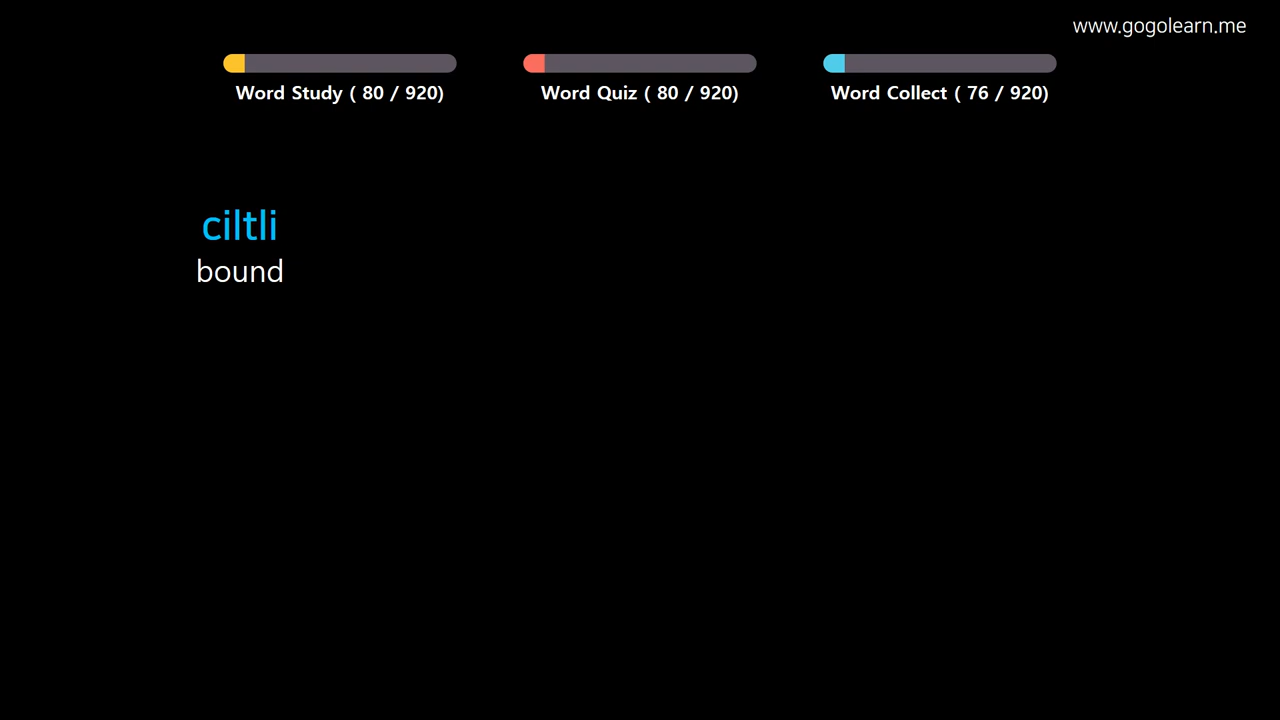 www.gogolearn.me
Word Study ( 80 / 920)
Word Quiz ( 80 / 920)
Word Collect ( 76 / 920)
ciltli
bound